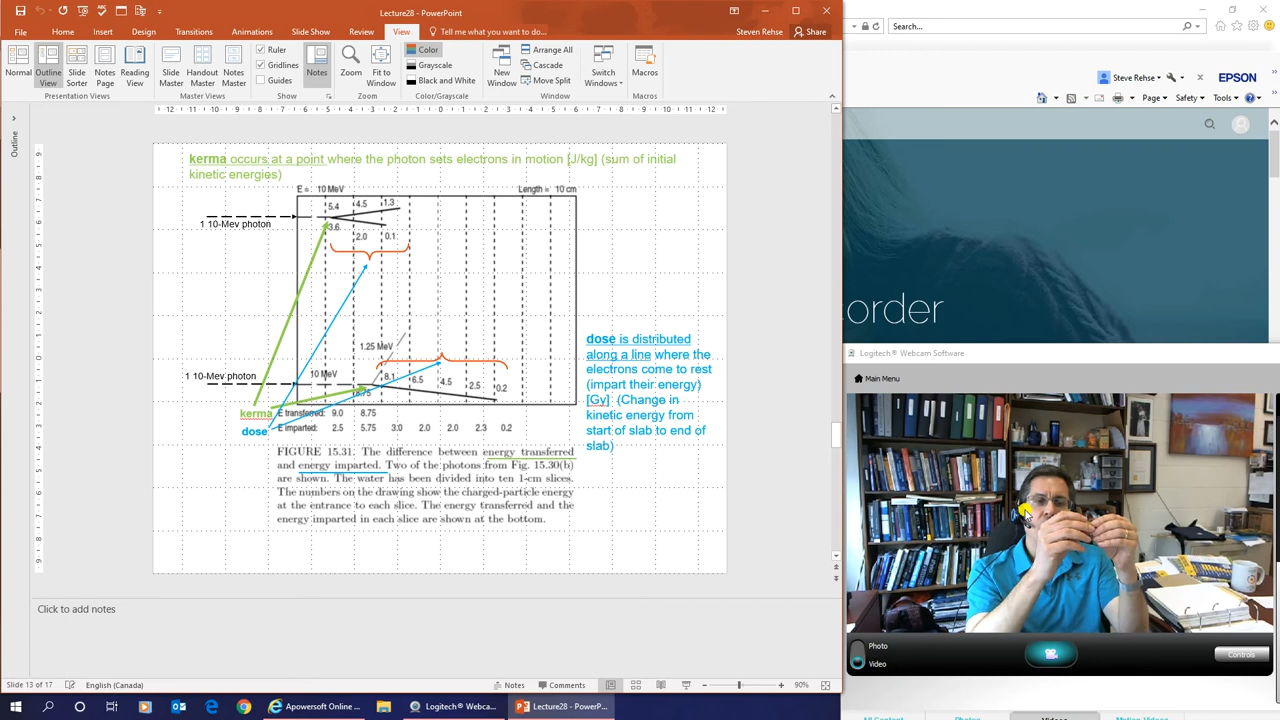 Lecture28 - PowerPoint
File Home Insert Design Transitions Animations Slide Show Review View Tell me what you want to do... Steven Rehse Share
Normal Outline View Slide Sorter Notes Page Reading View
Presentation Views
Slide Master Handout Master Notes Master
Master Views
Ruler
Gridlines
Guides
Show
Notes
Zoom Fit to Window
Zoom
Color
Grayscale
Black and White
Color/Grayscale
New Window
Arrange All
Cascade
Move Split
Switch Windows
Window
Macros
Macros
Outline
kerma occurs at a point where the photon sets electrons in motion [J/kg] (sum of initial
kinetic energies)
E = 10 MeV Length = 10 cm
5.4 4.5 1.3
1 10-Mev photon
3.6
2.0 0.1
1.25 MeV
1 10-Mev photon
10 MeV
8.1 6.5 4.5 2.5 0.2
8.75
kerma
E transferred: 9.0 8.75
dose
E imparted: 2.5 5.75 3.0 2.0 2.0 2.3 0.2
dose is distributed
along a line where the
electrons come to rest
(impart their energy)
[Gy] (Change in
kinetic energy from
start of slab to end of
slab)
FIGURE 15.31. The difference between energy transferred
and energy imparted. Two of the photons from Fig. 15.30(b)
are shown. The water has been divided into ten 1-cm slices.
The numbers on the drawing show the charged-particle energy
at the entrance to each slice. The energy transferred and the
energy imparted in each slice are shown at the bottom.
Click to add notes
Slide 13 of 17 English (Canada) Notes Comments 90%
Apowersoft Online ... Logitech® Webca... Lecture28 - PowerP...
Search...
Steve Rehse EPSON
Page Safety Tools
order
Logitech® Webcam Software
Main Menu
Photo
Video
Controls
All Content Photos Videos Motion Videos